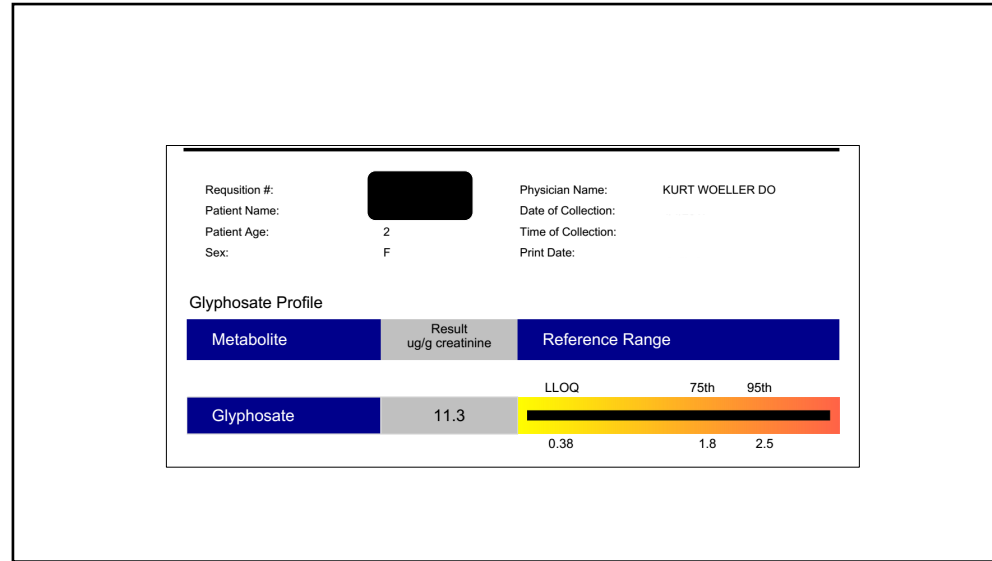 Requsition #:
Physician Name: KURT WOELLER DO
Patient Name:
Date of Collection:
Patient Age: 2
Time of Collection:
Sex: F
Print Date:
Glyphosate Profile
Metabolite
Result
ug/g creatinine
Reference Range
LLOQ 75th 95th
Glyphosate 11.3
0.38 1.8 2.5